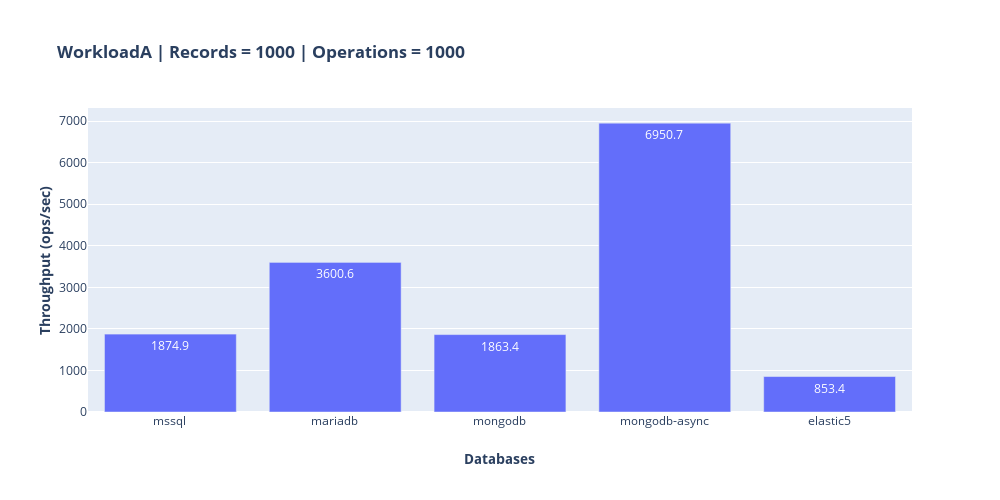 WorkloadA | Records = 1000 | Operations = 1000
Throughput (ops/sec)
7000
6000
5000
4000
3000
2000
1000
0
1874.9
3600.6
1863.4
6950.7
853.4
mssql
mariadb
mongodb
mongodb-async
elastic5
Databases